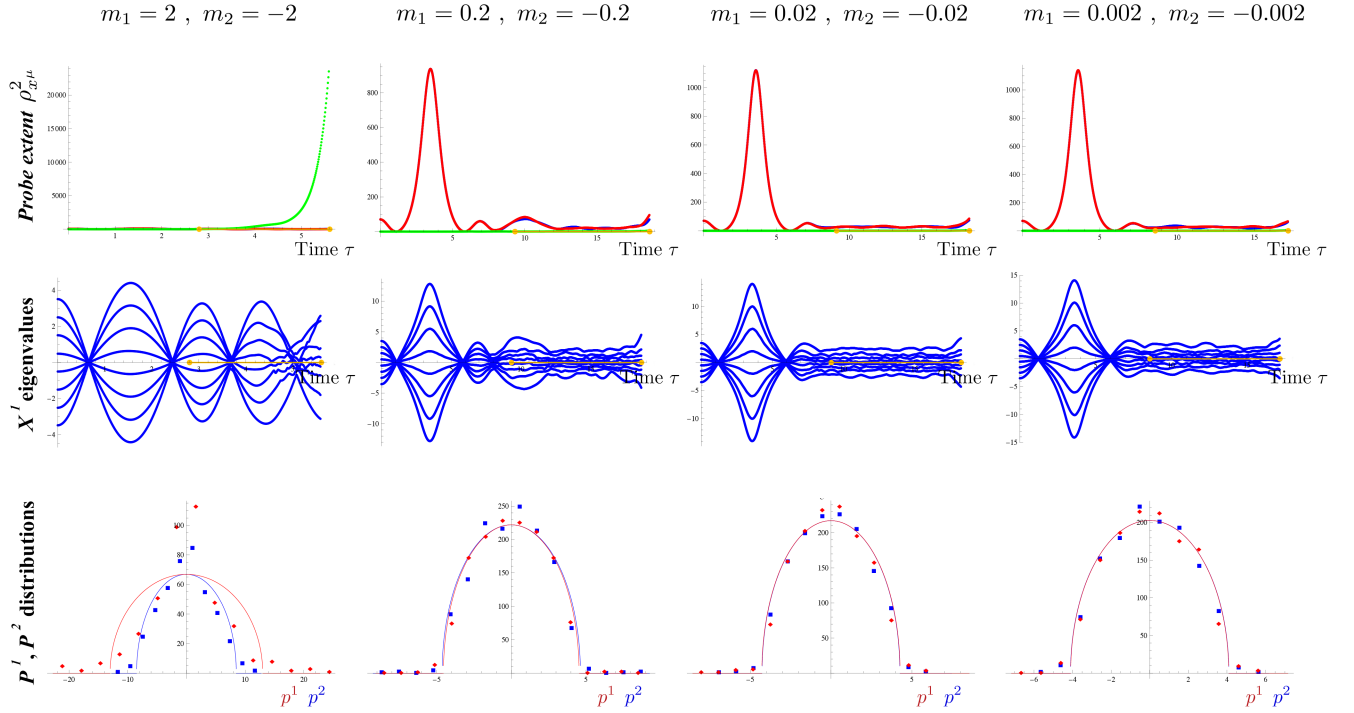 m₁ = 2 , m₂ = −2
m₁ = 0.2 , m₂ = −0.2
m₁ = 0.02 , m₂ = −0.02
m₁ = 0.002 , m₂ = −0.002
Probe extent ρ²ₓμ
20000
15000
10000
5000
1 2 3 4 5
Time τ
800
600
400
200
5 10 15
Time τ
1000
800
600
400
200
5 10 15
Time τ
1000
800
600
400
200
5 10 15
Time τ
X¹ eigenvalues
4
2
−2
−4
Time τ
10
5
−5
−10
Time τ
10
5
−5
−10
Time τ
15
10
5
−5
−10
−15
Time τ
P¹, P² distributions
100
80
60
40
20
−20 −10 10 20
p¹ p²
250
200
150
100
50
−5 5
p¹ p²
200
150
100
50
−5 5
p¹ p²
200
150
100
50
−6 −4 −2 2 4 6
p¹ p²